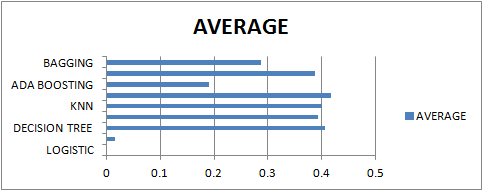 AVERAGE
BAGGING
ADA BOOSTING
KNN
DECISION TREE
LOGISTIC
AVERAGE
0 0.1 0.2 0.3 0.4 0.5